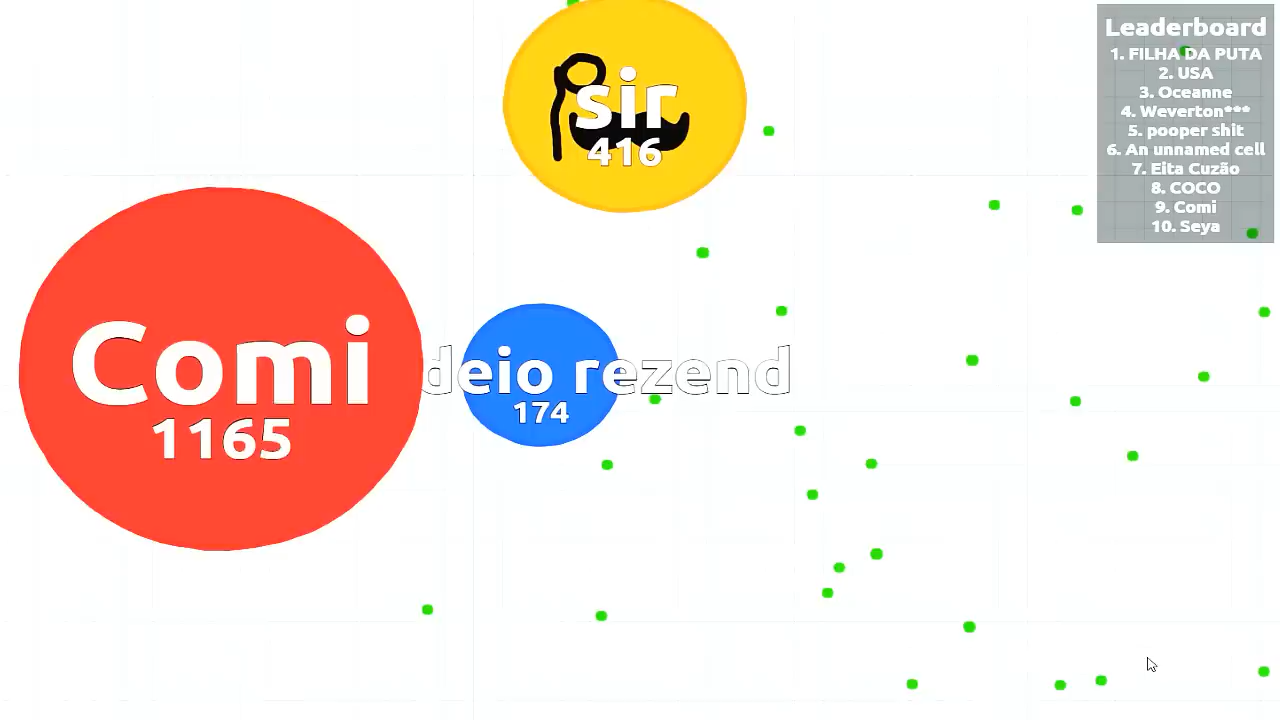 sir
416
Comi
1165
deio rezend
174
Leaderboard
1. FILHA DA PUTA
2. USA
3. Oceanne
4. Weverton***
5. pooper shit
6. An unnamed cell
7. Eita Cuzão
8. COCO
9. Comi
10. Seya